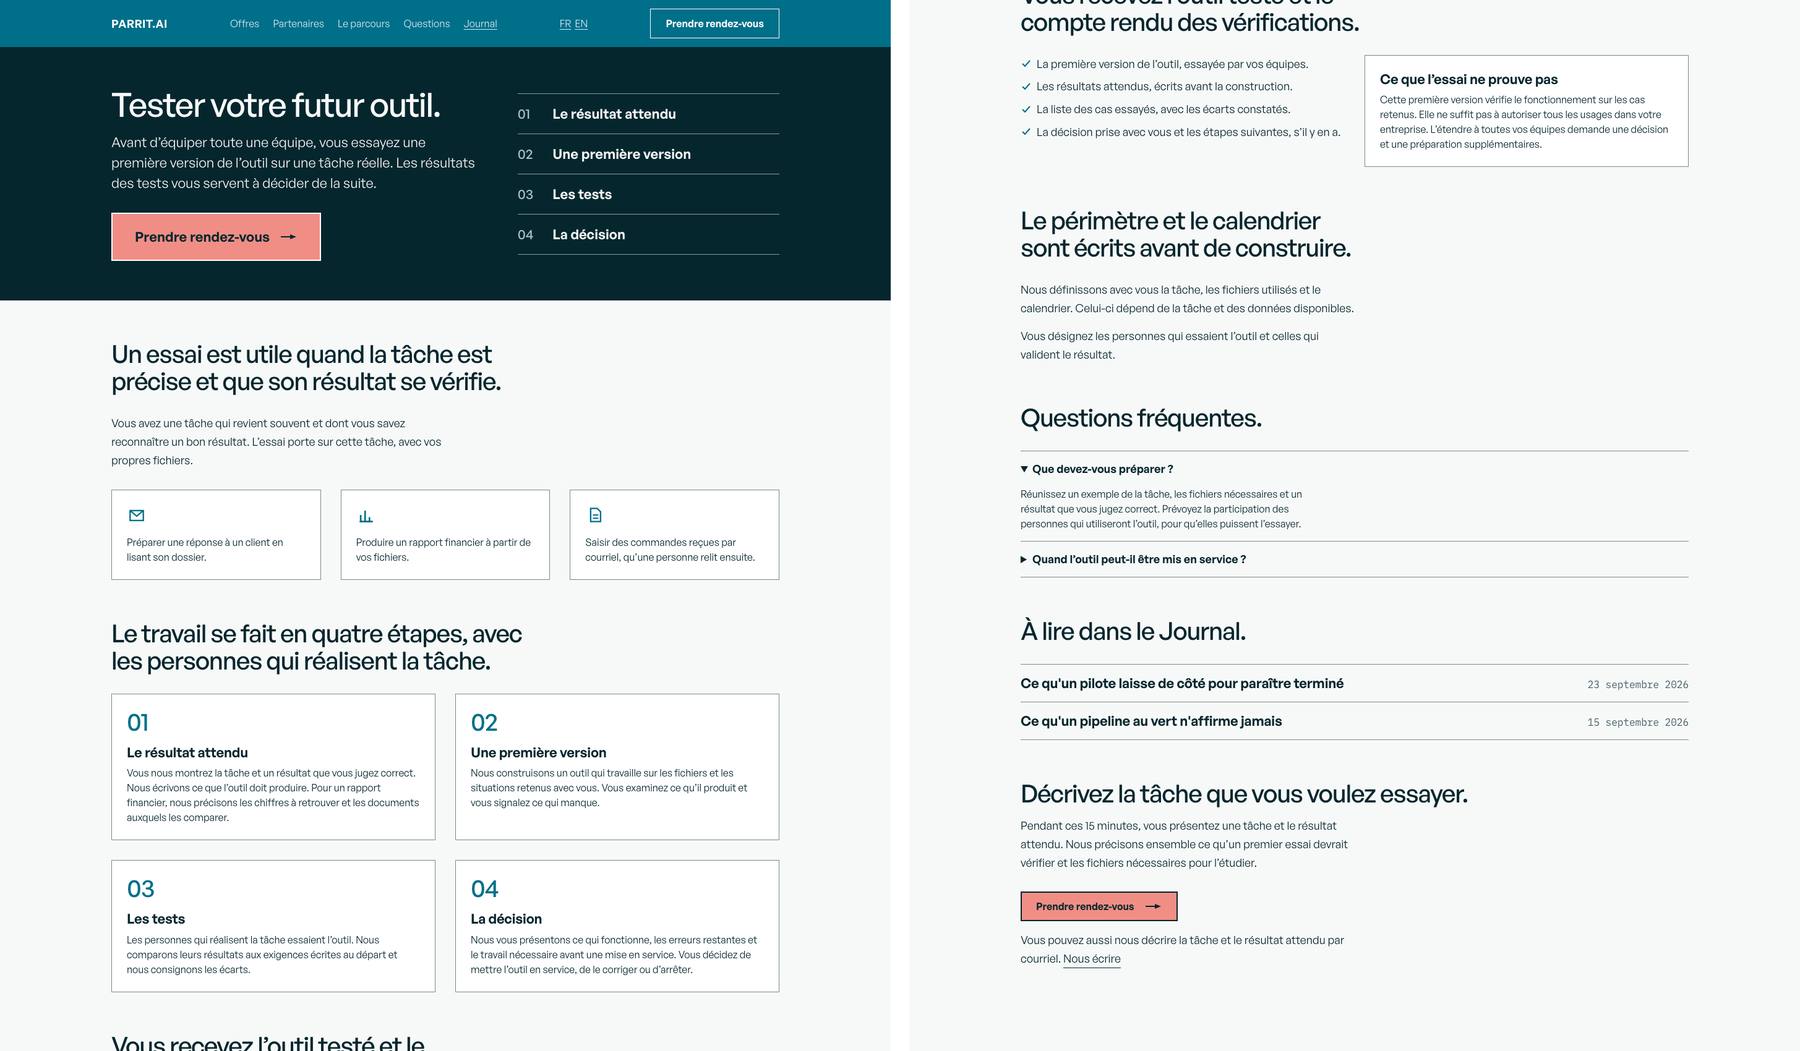 PARRIT.AI
Offres
Partenaires
Le parcours
Questions
Journal
FR EN
Prendre rendez-vous
Tester votre futur outil.
Avant d’équiper toute une équipe, vous essayez une
première version de l’outil sur une tâche réelle. Les résultats
des tests vous servent à décider de la suite.
Prendre rendez-vous
01 Le résultat attendu
02 Une première version
03 Les tests
04 La décision
Un essai est utile quand la tâche est
précise et que son résultat se vérifie.
Vous avez une tâche qui revient souvent et dont vous savez
reconnaître un bon résultat. L’essai porte sur cette tâche, avec vos
propres fichiers.
Préparer une réponse à un client en
lisant son dossier.
Produire un rapport financier à partir de
vos fichiers.
Saisir des commandes reçues par
courriel, qu’une personne relit ensuite.
Le travail se fait en quatre étapes, avec
les personnes qui réalisent la tâche.
01
Le résultat attendu
Vous nous montrez la tâche et un résultat que vous jugez correct.
Nous écrivons ce que l’outil doit produire. Pour un rapport
financier, nous précisons les chiffres à retrouver et les documents
auxquels les comparer.
02
Une première version
Nous construisons un outil qui travaille sur les fichiers et les
situations retenus avec vous. Vous examinez ce qu’il produit et
vous signalez ce qui manque.
03
Les tests
Les personnes qui réalisent la tâche essaient l’outil. Nous
comparons leurs résultats aux exigences écrites au départ et
nous consignons les écarts.
04
La décision
Nous vous présentons ce qui fonctionne, les erreurs restantes et
le travail nécessaire avant une mise en service. Vous décidez de
mettre l’outil en service, de le corriger ou d’arrêter.
Vous recevez l’outil testé et le
Vous recevez l’outil testé et le
compte rendu des vérifications.
La première version de l’outil, essayée par vos équipes.
Les résultats attendus, écrits avant la construction.
La liste des cas essayés, avec les écarts constatés.
La décision prise avec vous et les étapes suivantes, s’il y en a.
Ce que l’essai ne prouve pas
Cette première version vérifie le fonctionnement sur les cas
retenus. Elle ne suffit pas à autoriser tous les usages dans votre
entreprise. L’étendre à toutes vos équipes demande une décision
et une préparation supplémentaires.
Le périmètre et le calendrier
sont écrits avant de construire.
Nous définissons avec vous la tâche, les fichiers utilisés et le
calendrier. Celui-ci dépend de la tâche et des données disponibles.
Vous désignez les personnes qui essaient l’outil et celles qui
valident le résultat.
Questions fréquentes.
Que devez-vous préparer ?
Réunissez un exemple de la tâche, les fichiers nécessaires et un
résultat que vous jugez correct. Prévoyez la participation des
personnes qui utiliseront l’outil, pour qu’elles puissent l’essayer.
Quand l’outil peut-il être mis en service ?
À lire dans le Journal.
Ce qu'un pilote laisse de côté pour paraître terminé 23 septembre 2026
Ce qu'un pipeline au vert n'affirme jamais 15 septembre 2026
Décrivez la tâche que vous voulez essayer.
Pendant ces 15 minutes, vous présentez une tâche et le résultat
attendu. Nous précisons ensemble ce qu’un premier essai devrait
vérifier et les fichiers nécessaires pour l’étudier.
Prendre rendez-vous
Vous pouvez aussi nous décrire la tâche et le résultat attendu par
courriel. Nous écrire